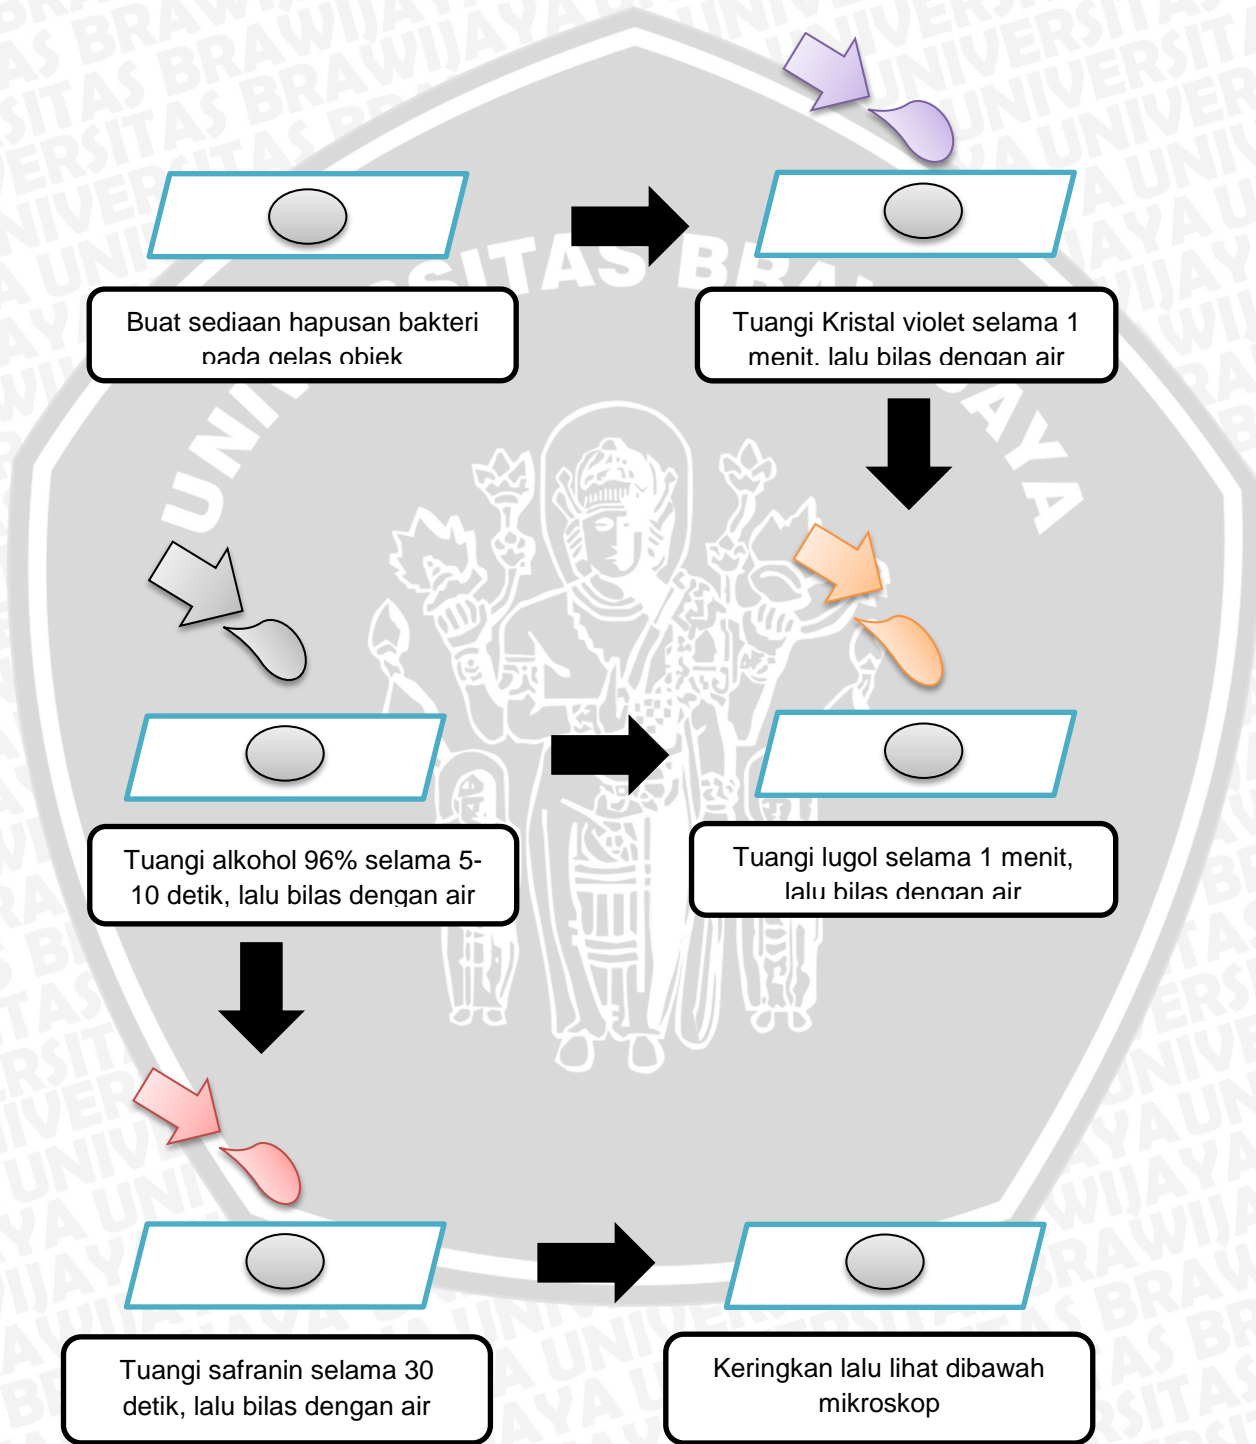 UNIVERSITAS BRAWIJAYA
Buat sediaan hapusan bakteri
pada gelas objek
Tuangi Kristal violet selama 1
menit, lalu bilas dengan air
Tuangi alkohol 96% selama 5-
10 detik, lalu bilas dengan air
Tuangi lugol selama 1 menit,
lalu bilas dengan air
Tuangi safranin selama 30
detik, lalu bilas dengan air
Keringkan lalu lihat dibawah
mikroskop